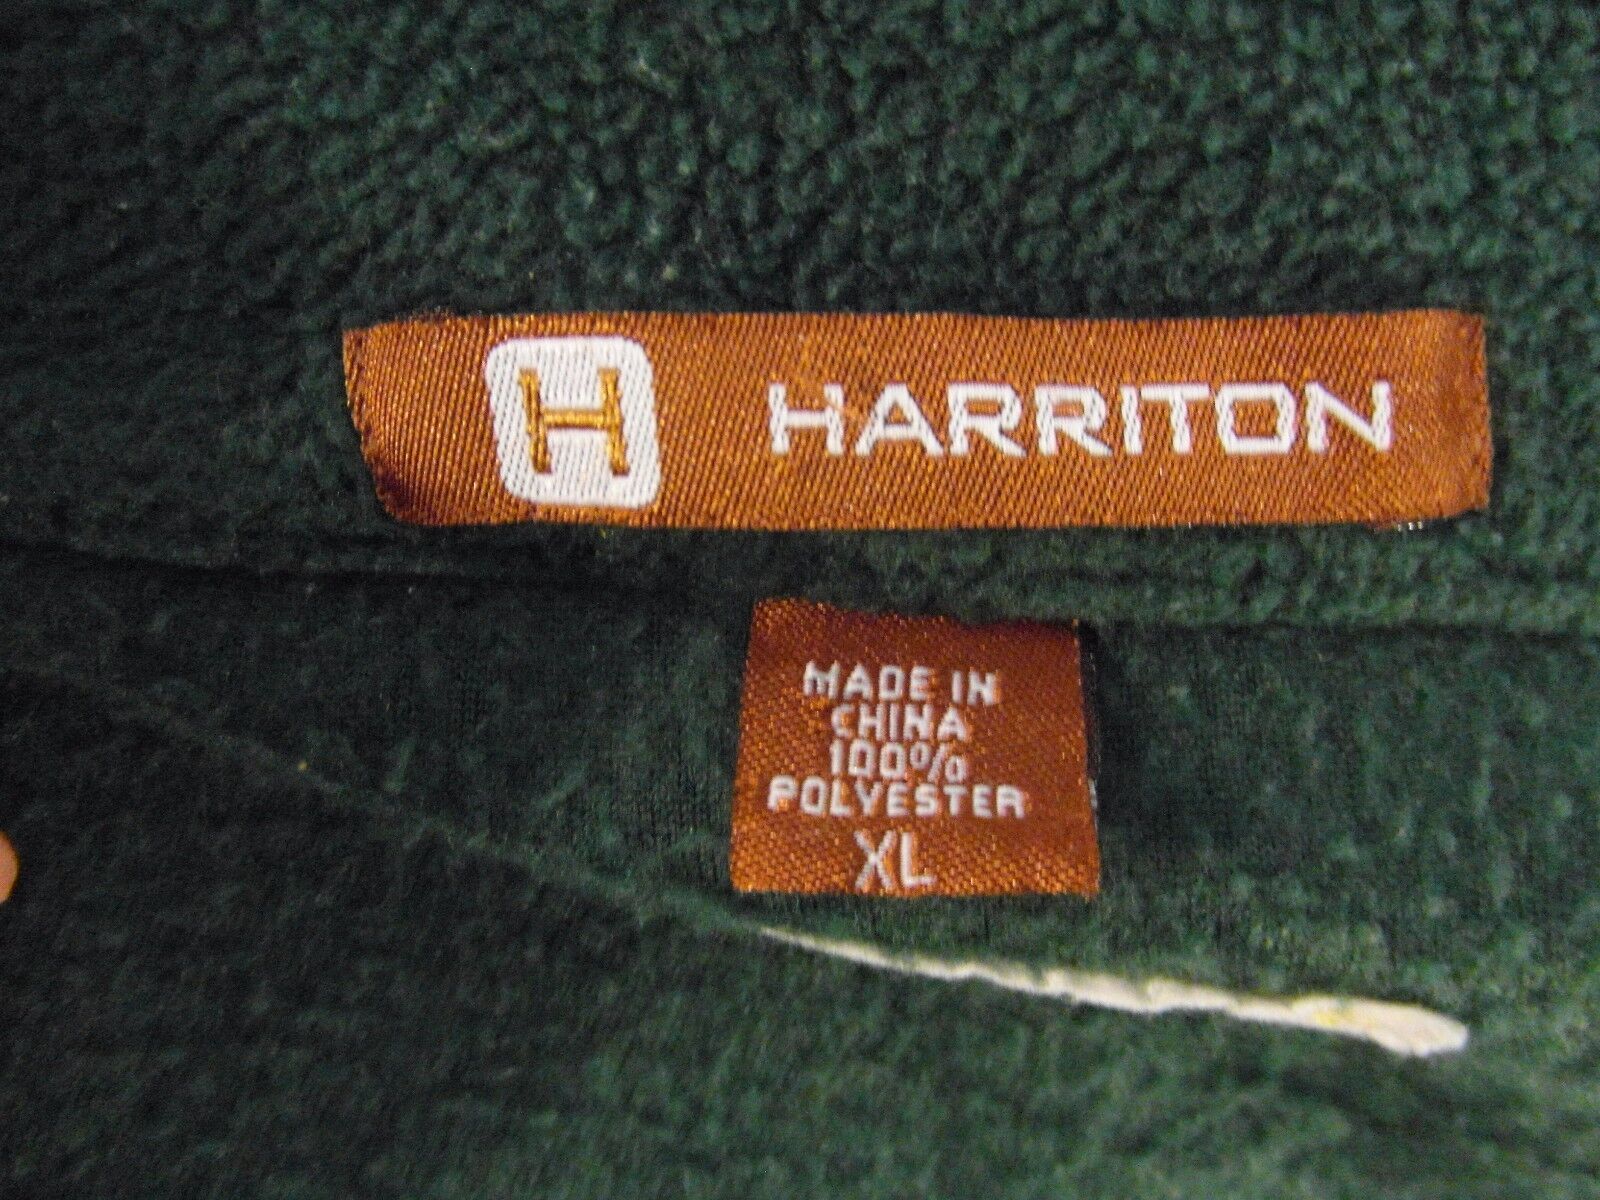 H HARRITON
MADE IN
CHINA
100%
POLYESTER
XL